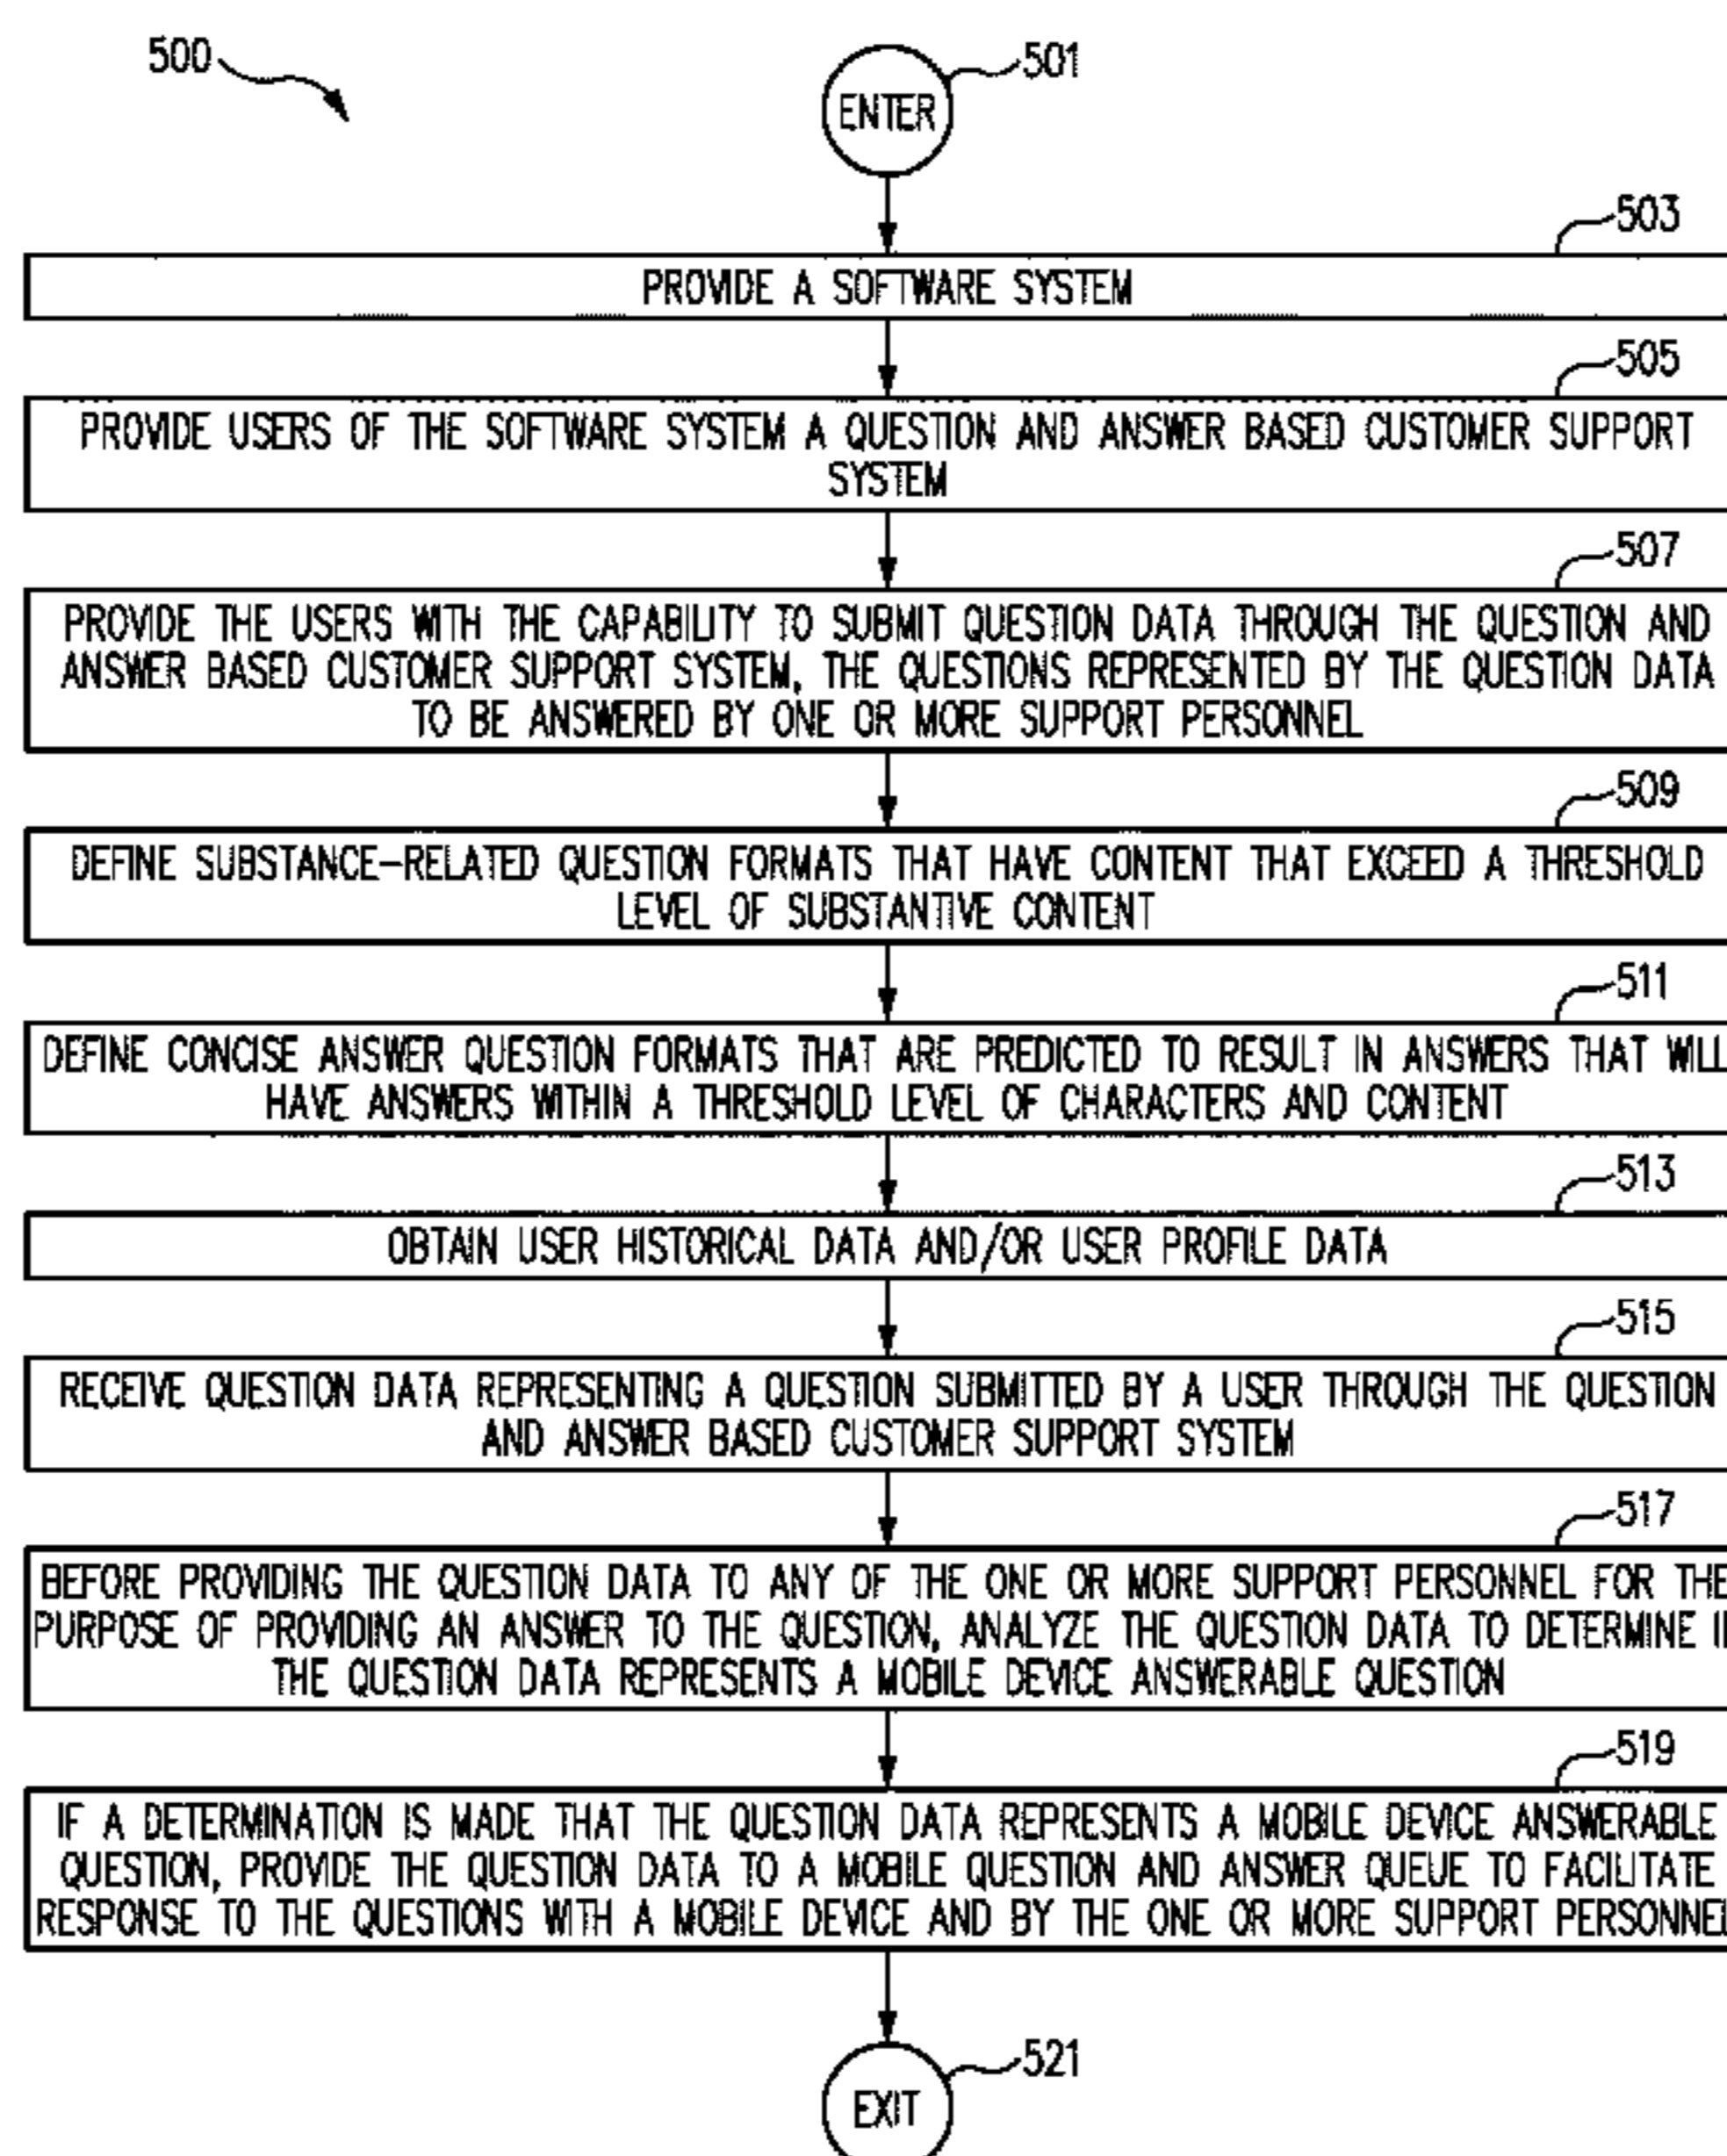 500
501
ENTER
503
PROVIDE A SOFTWARE SYSTEM
505
PROVIDE USERS OF THE SOFTWARE SYSTEM A QUESTION AND ANSWER BASED CUSTOMER SUPPORT
SYSTEM
507
PROVIDE THE USERS WITH THE CAPABILITY TO SUBMIT QUESTION DATA THROUGH THE QUESTION AND
ANSWER BASED CUSTOMER SUPPORT SYSTEM, THE QUESTIONS REPRESENTED BY THE QUESTION DATA
TO BE ANSWERED BY ONE OR MORE SUPPORT PERSONNEL
509
DEFINE SUBSTANCE-RELATED QUESTION FORMATS THAT HAVE CONTENT THAT EXCEED A THRESHOLD
LEVEL OF SUBSTANTIVE CONTENT
511
DEFINE CONCISE ANSWER QUESTION FORMATS THAT ARE PREDICTED TO RESULT IN ANSWERS THAT WILL
HAVE ANSWERS WITHIN A THRESHOLD LEVEL OF CHARACTERS AND CONTENT
513
OBTAIN USER HISTORICAL DATA AND/OR USER PROFILE DATA
515
RECEIVE QUESTION DATA REPRESENTING A QUESTION SUBMITTED BY A USER THROUGH THE QUESTION
AND ANSWER BASED CUSTOMER SUPPORT SYSTEM
517
BEFORE PROVIDING THE QUESTION DATA TO ANY OF THE ONE OR MORE SUPPORT PERSONNEL FOR THE
PURPOSE OF PROVIDING AN ANSWER TO THE QUESTION, ANALYZE THE QUESTION DATA TO DETERMINE IF
THE QUESTION DATA REPRESENTS A MOBILE DEVICE ANSWERABLE QUESTION
519
IF A DETERMINATION IS MADE THAT THE QUESTION DATA REPRESENTS A MOBILE DEVICE ANSWERABLE
QUESTION, PROVIDE THE QUESTION DATA TO A MOBILE QUESTION AND ANSWER QUEUE TO FACILITATE
RESPONSE TO THE QUESTIONS WITH A MOBILE DEVICE AND BY THE ONE OR MORE SUPPORT PERSONNEL
521
EXIT